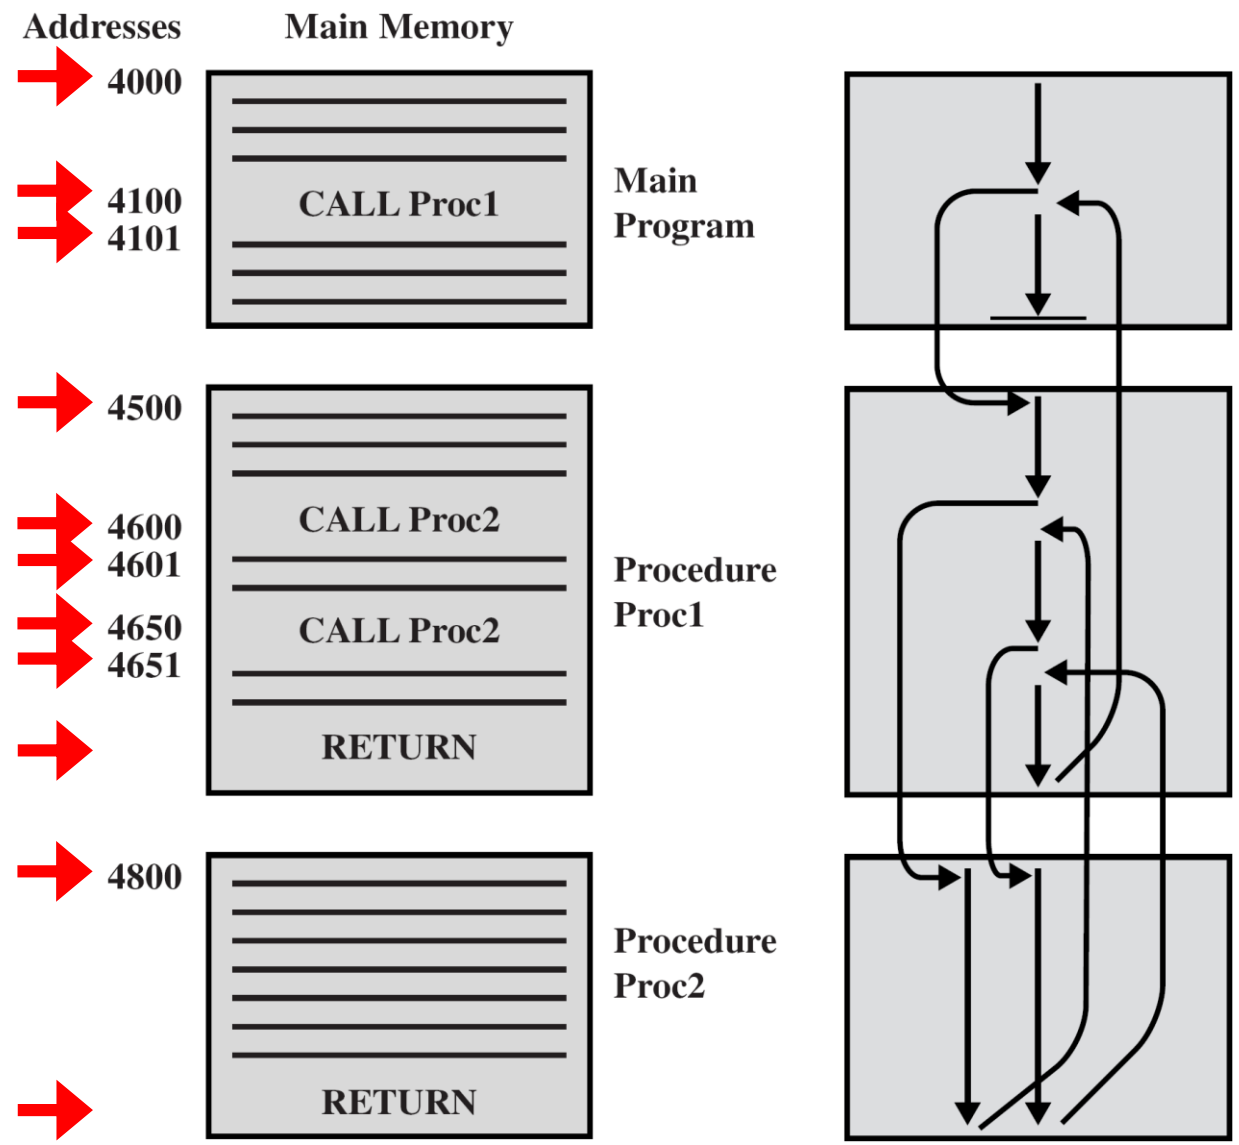 Addresses
Main Memory
4000
4100
CALL Proc1
4101
Main
Program
4500
4600
CALL Proc2
4601
4650
CALL Proc2
4651
RETURN
Procedure
Proc1
4800
Procedure
Proc2
RETURN